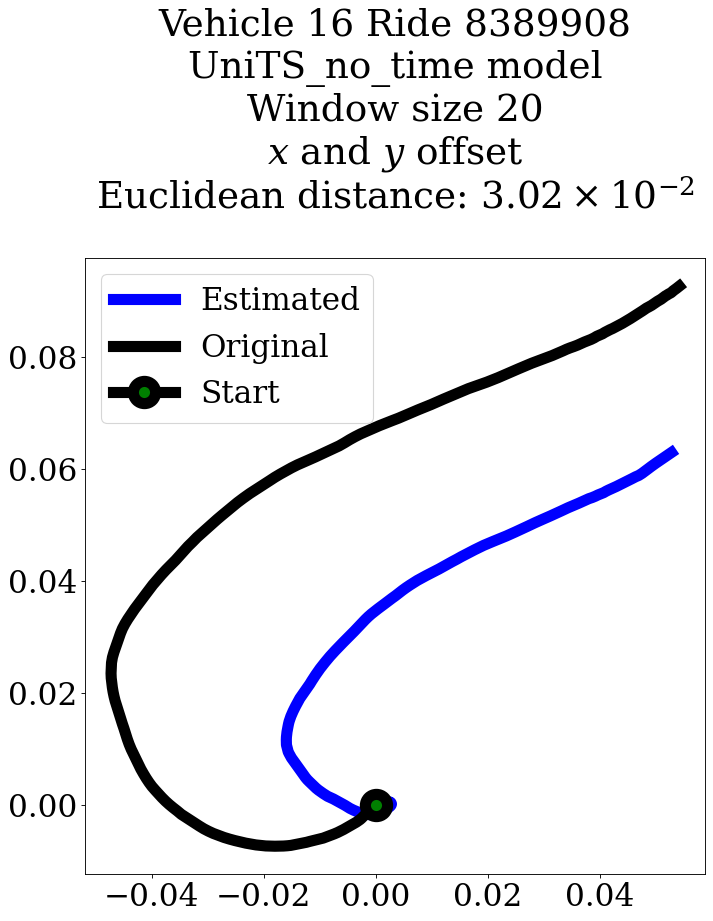 Vehicle 16 Ride 8389908
UniTS_no_time model
Window size 20
x and y offset
Euclidean distance: 3.02 × 10⁻²
Estimated
Original
Start
0.08
0.06
0.04
0.02
0.00
−0.04 −0.02 0.00 0.02 0.04